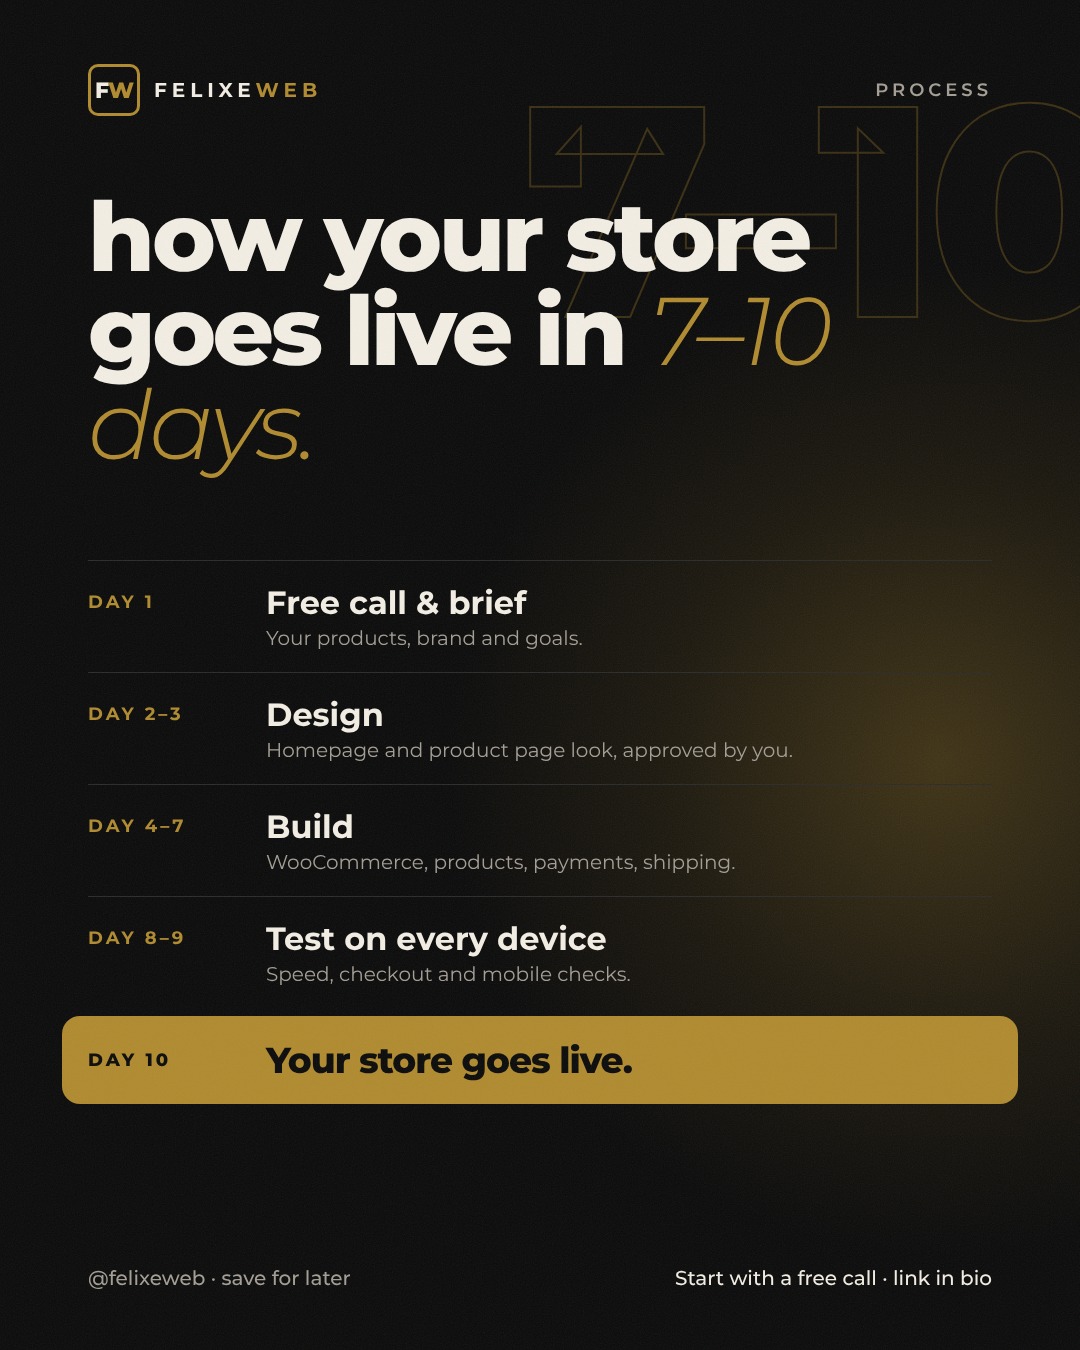 FW FELIXEWEB
PROCESS
7–10
how your store
goes live in 7–10
days.
DAY 1
Free call & brief
Your products, brand and goals.
DAY 2–3
Design
Homepage and product page look, approved by you.
DAY 4–7
Build
WooCommerce, products, payments, shipping.
DAY 8–9
Test on every device
Speed, checkout and mobile checks.
DAY 10
Your store goes live.
@felixeweb · save for later
Start with a free call · link in bio